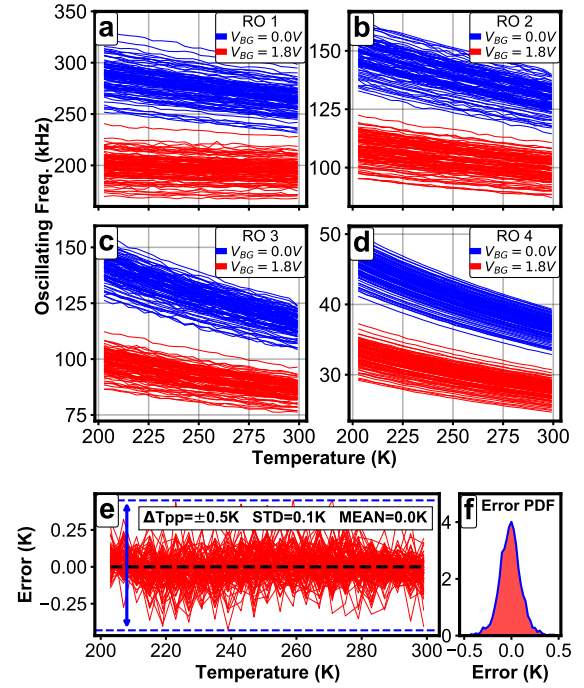 a
RO 1
V_BG = 0.0V
V_BG = 1.8V
350
300
250
200
b
RO 2
V_BG = 0.0V
V_BG = 1.8V
150
125
100
Oscillating Freq. (kHz)
c
RO 3
V_BG = 0.0V
V_BG = 1.8V
150
125
100
75
200 225 250 275 300
d
RO 4
V_BG = 0.0V
V_BG = 1.8V
50
40
30
200 225 250 275 300
Temperature (K)
Temperature (K)
e
ΔTpp=±0.5K STD=0.1K MEAN=0.0K
0.25
0.00
−0.25
Error (K)
200 220 240 260 280 300
Temperature (K)
f
Error PDF
4
2
0
−0.5 0.0 0.5
Error (K)